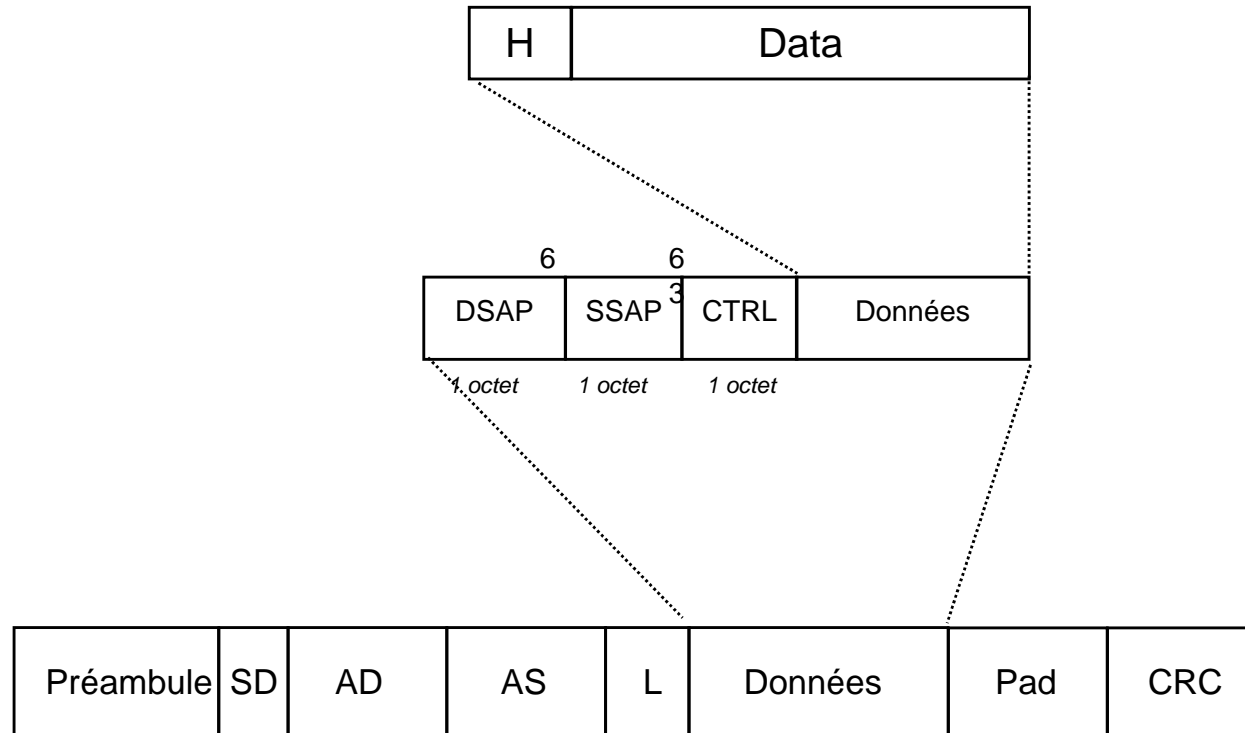 H Data
6 6
3
DSAP SSAP CTRL Données
1 octet 1 octet 1 octet
Préambule SD AD AS L Données Pad CRC